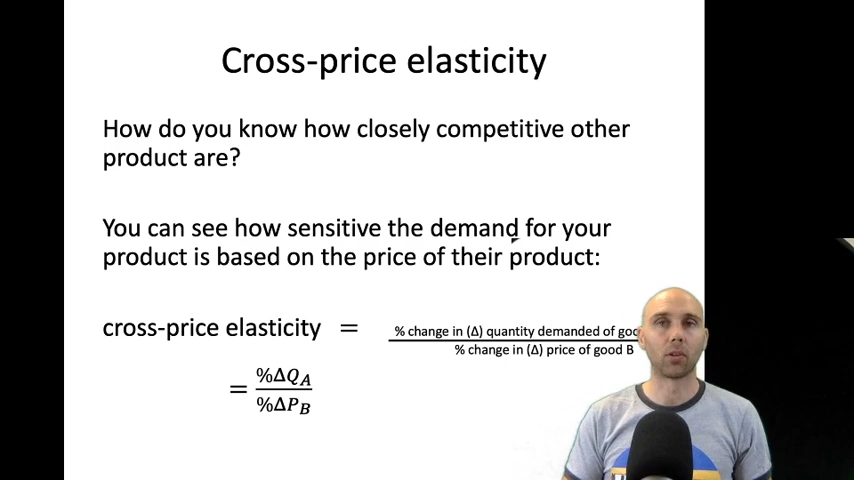 Cross-price elasticity
How do you know how closely competitive other
product are?
You can see how sensitive the demand for your
product is based on the price of their product:
cross-price elasticity = % change in (Δ) quantity demanded of
% change in (Δ) price of good B
= %ΔQ_A
%ΔP_B